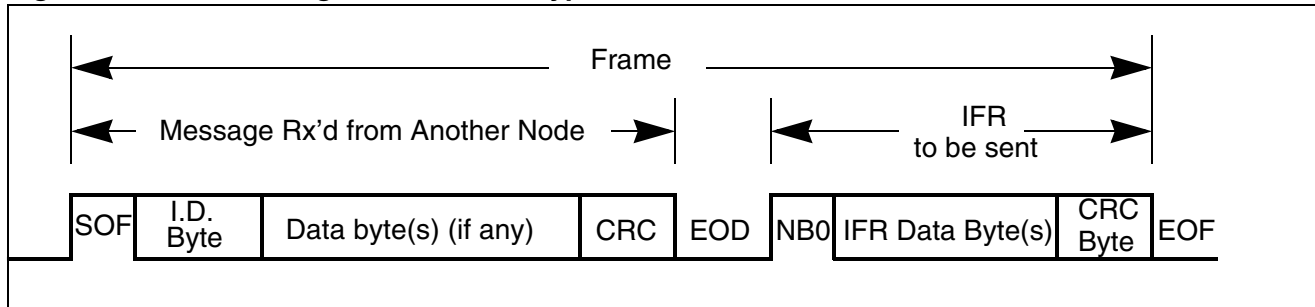 Frame
Message Rx'd from Another Node
IFR
to be sent
SOF
I.D.
Byte
Data byte(s) (if any)
CRC
EOD
NB0
IFR Data Byte(s)
CRC
Byte
EOF